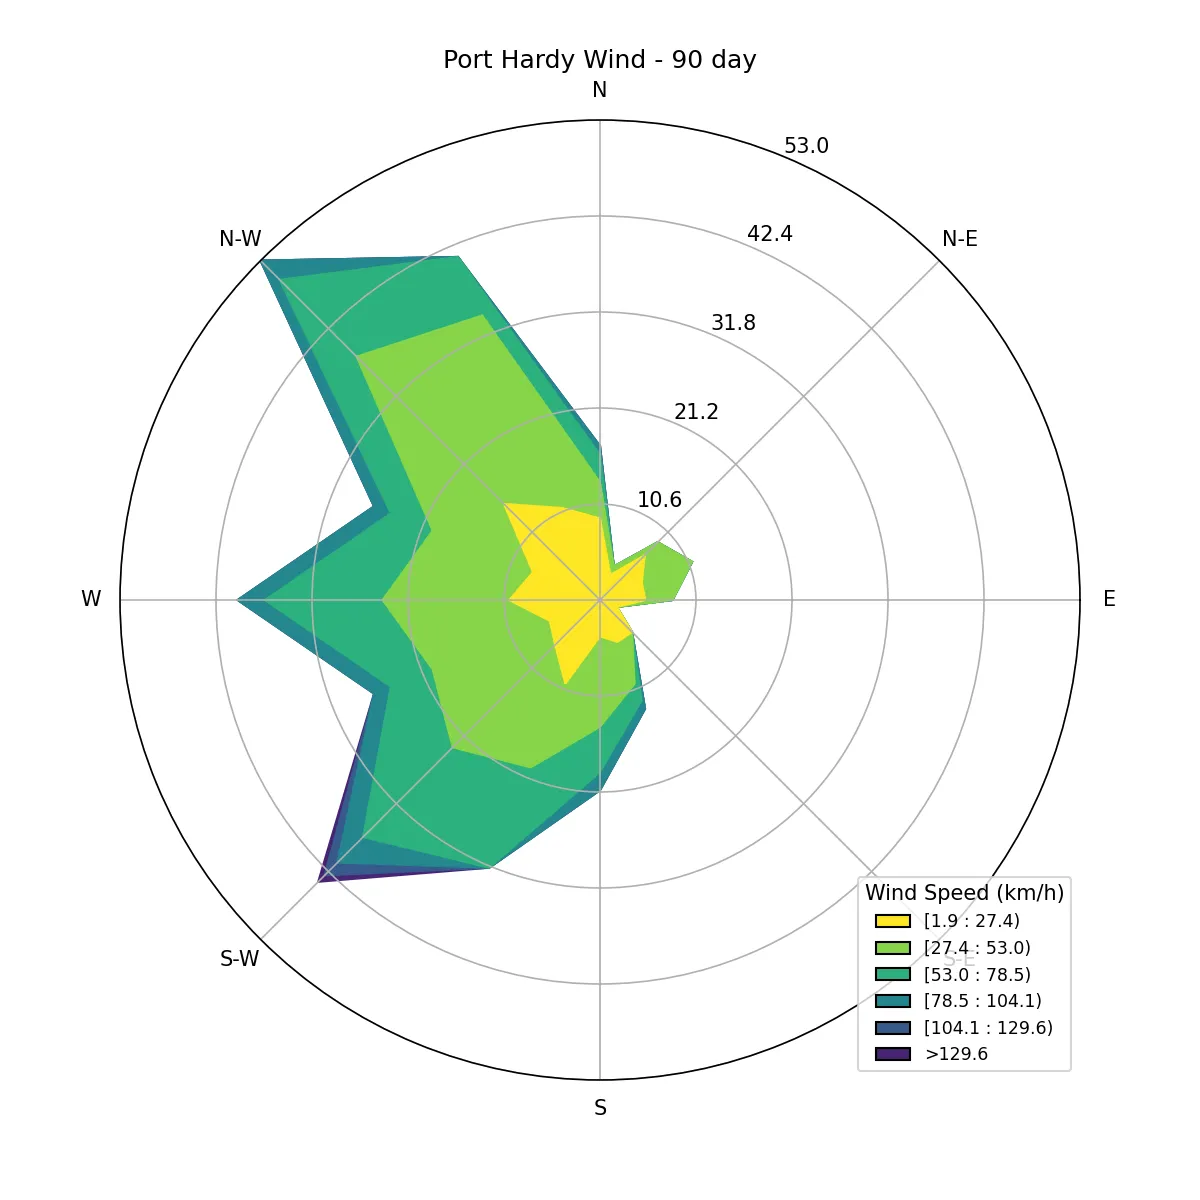 Port Hardy Wind - 90 day
N
53.0
42.4
N-W
N-E
31.8
21.2
10.6
W
E
S-W
S-E
S
Wind Speed (km/h)
[1.9 : 27.4)
[27.4 : 53.0)
[53.0 : 78.5)
[78.5 : 104.1)
[104.1 : 129.6)
>129.6